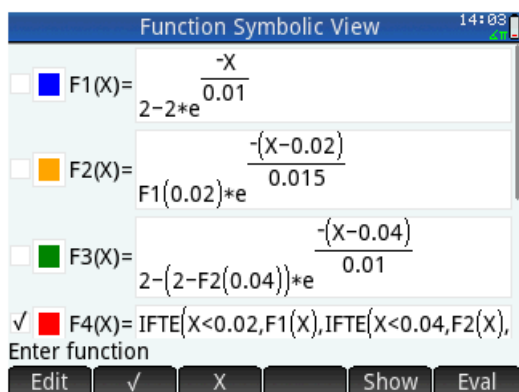 Function Symbolic View 14:03
F1(X)= 2-2*e^(-X/0.01)
F2(X)= F1(0.02)*e^(-(X-0.02)/0.015)
F3(X)= 2-(2-F2(0.04))*e^(-(X-0.04)/0.01)
√ F4(X)= IFTE(X<0.02,F1(X),IFTE(X<0.04,F2(X),
Enter function
Edit √ X Show Eval